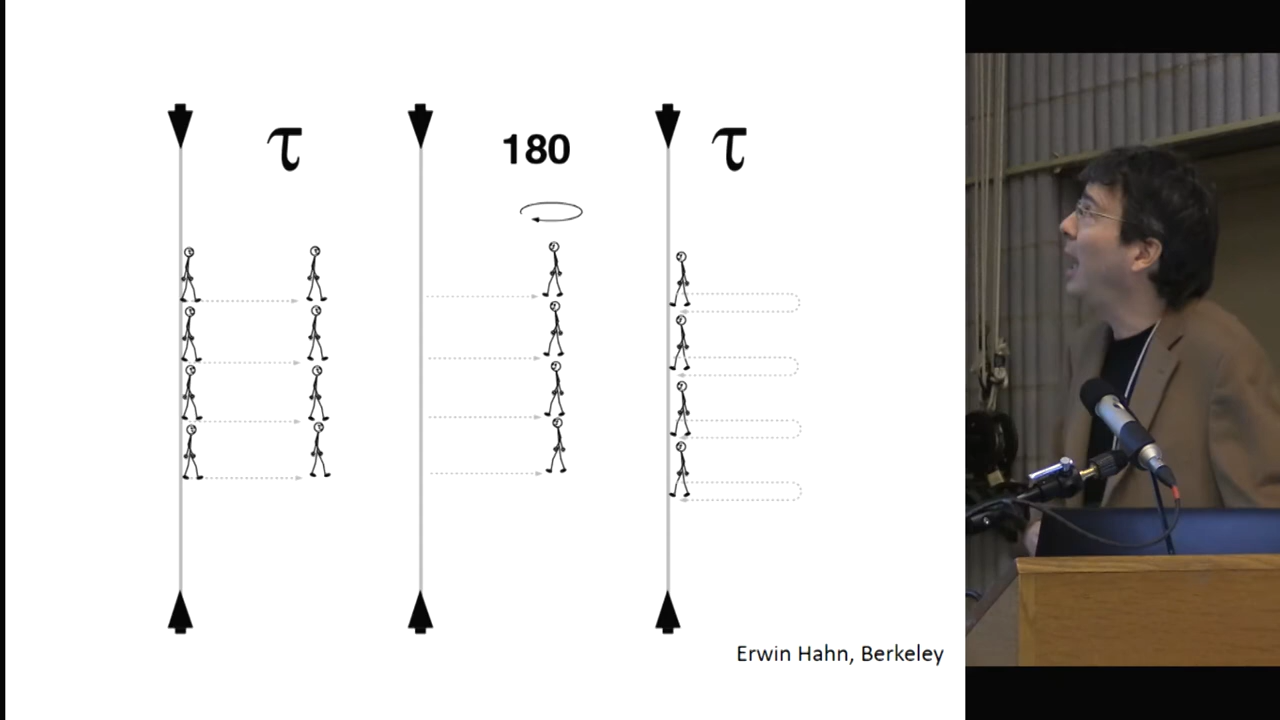 τ
180
τ
Erwin Hahn, Berkeley